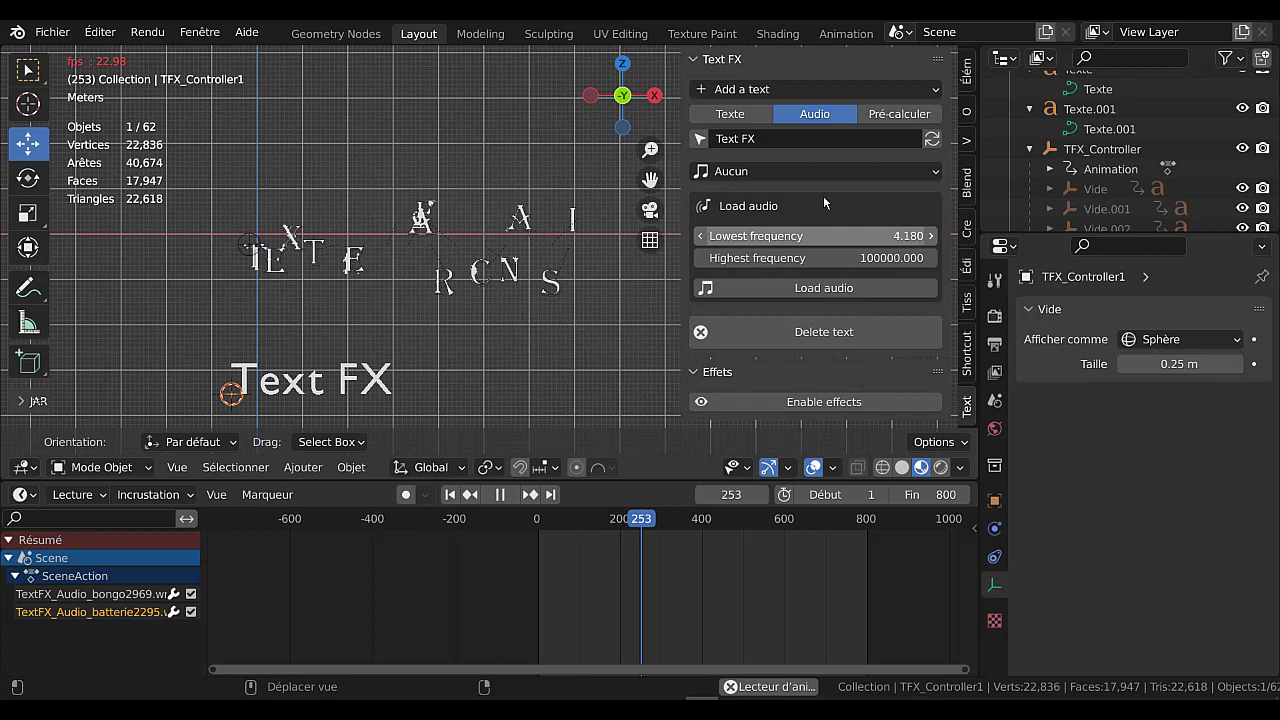 Fichier Éditer Rendu Fenêtre Aide
Geometry Nodes Layout Modeling Sculpting UV Editing Texture Paint Shading Animation
Scene
View Layer
fps : 22.98
(253) Collection | TFX_Controller1
Meters
Objets 1 / 62
Vertices 22,836
Arêtes 40,674
Faces 17,947
Triangles 22,618
Z
-Y
X
Text FX
JAR
Text FX
Add a text
Texte Audio Pré-calculer
Text FX
Aucun
Load audio
Lowest frequency 4.180
Highest frequency 100000.000
Load audio
Delete text
Effets
Enable effects
Élém
O
V
Blend
Cre
Édi
Tiss
Shortcut
Text
Texte
Texte.001
Texte.001
TFX_Controller
Animation
Vide
Vide.001
Vide.002
TFX_Controller1
Vide
Afficher comme Sphère
Taille 0.25 m
Orientation: Par défaut Drag: Select Box Options
Mode Objet Vue Sélectionner Ajouter Objet Global
Lecture Incrustation Vue Marqueur 253 Début 1 Fin 800
-600 -400 -200 0 200 253 400 600 800 1000
Résumé
Scene
SceneAction
TextFX_Audio_bongo2969.w
TextFX_Audio_batterie2295.
Déplacer vue
Lecteur d'ani...
Collection | TFX_Controller1 | Verts:22,836 | Faces:17,947 | Tris:22,618 | Objects:1/62